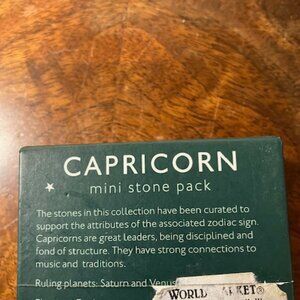 CAPRICORN
mini stone pack
The stones in this collection have been curated to
support the attributes of the associated zodiac sign.
Capricorns are great leaders, being disciplined and
fond of structure. They have strong connections to
music and traditions.
Ruling planets: Saturn and Venus
WORLD